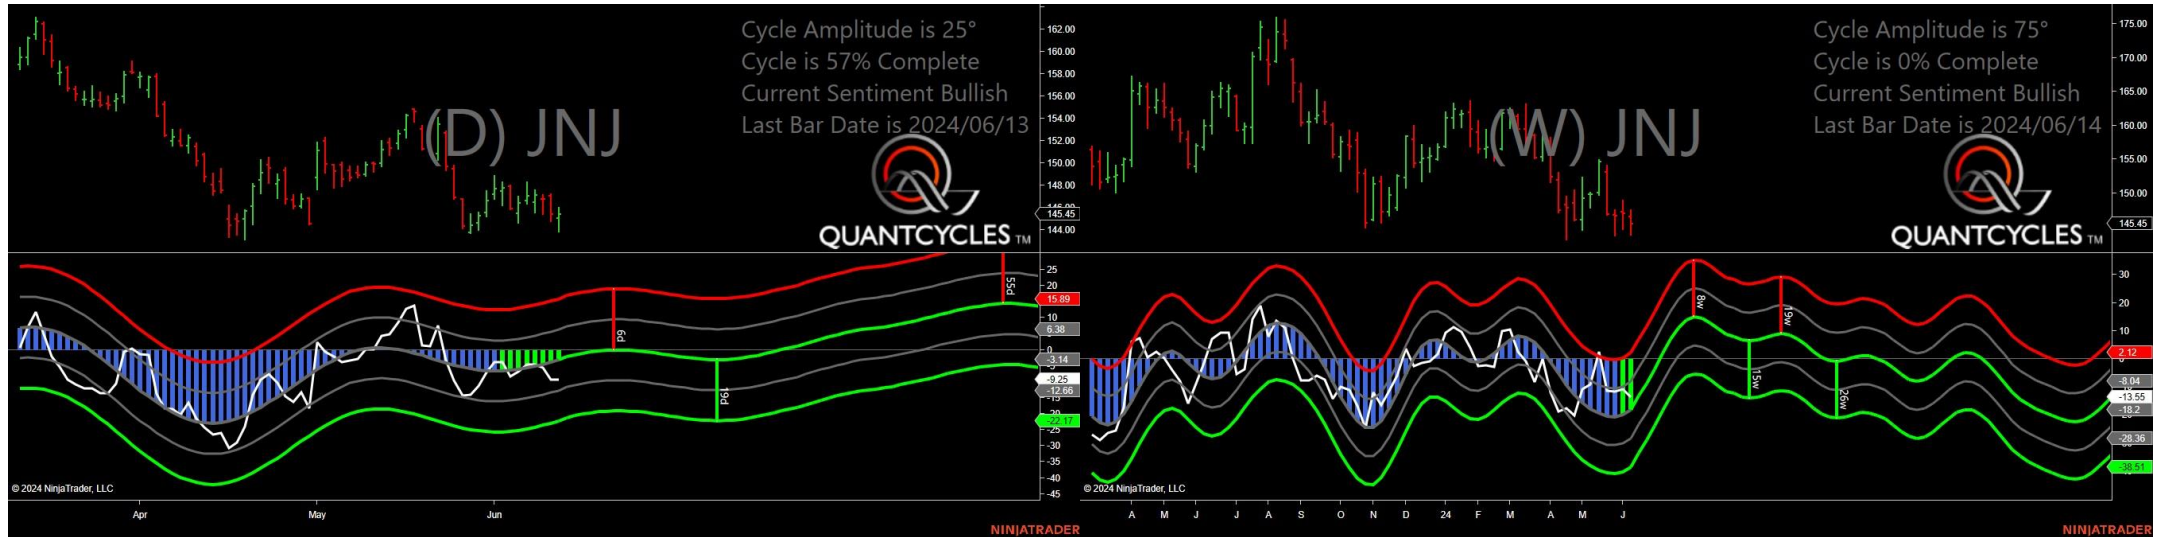 Cycle Amplitude is 25°
Cycle is 57% Complete
Current Sentiment Bullish
Last Bar Date is 2024/06/13
(D) JNJ
QUANTCYCLES TM
162.00
160.00
158.00
156.00
154.00
152.00
150.00
148.00
145.45
144.00
6d
19d
55d
25
15.89
10
6.38
0
-3.14
-9.25
-12.66
-22.17
-25
-30
-35
-40
-45
© 2024 NinjaTrader, LLC
Apr
May
Jun
NINJATRADER
Cycle Amplitude is 75°
Cycle is 0% Complete
Current Sentiment Bullish
Last Bar Date is 2024/06/14
(W) JNJ
QUANTCYCLES TM
175.00
170.00
165.00
160.00
155.00
150.00
145.45
8w
19w
15w
26w
30
20
10
2.12
-8.04
-13.55
-18.2
-28.36
-38.51
© 2024 NinjaTrader, LLC
A M J J A S O N D 24 F M A M J
NINJATRADER